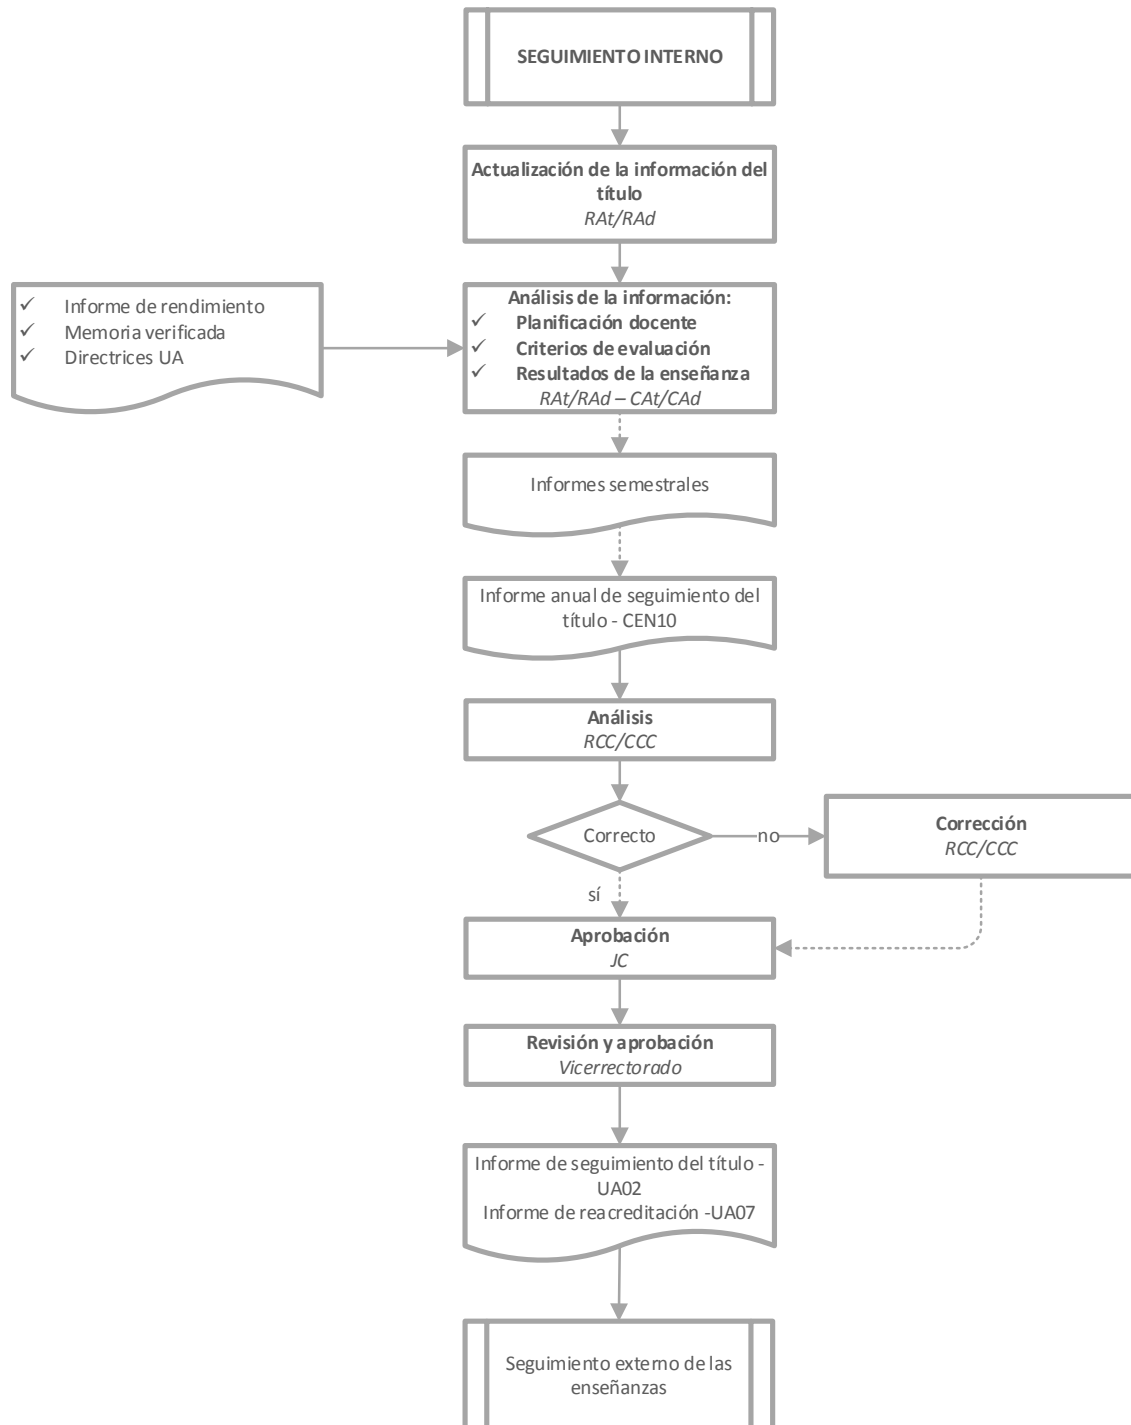 SEGUIMIENTO INTERNO
Actualización de la información del
título
RAt/RAd
✓ Informe de rendimiento
✓ Memoria verificada
✓ Directrices UA
Análisis de la información:
✓ Planificación docente
✓ Criterios de evaluación
✓ Resultados de la enseñanza
RAt/RAd – CAt/CAd
Informes semestrales
Informe anual de seguimiento del
título - CEN10
Análisis
RCC/CCC
Correcto
no
Corrección
RCC/CCC
sí
Aprobación
JC
Revisión y aprobación
Vicerrectorado
Informe de seguimiento del título -
UA02
Informe de reacreditación -UA07
Seguimiento externo de las
enseñanzas